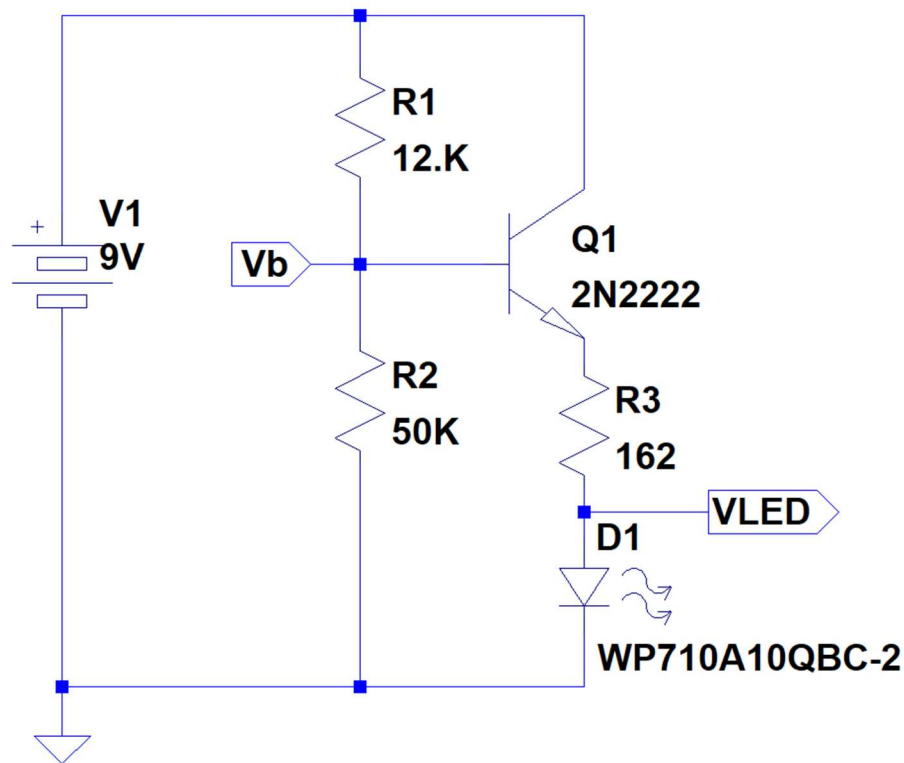 R1
12.K
+
V1
9V
Vb
Q1
2N2222
R2
50K
R3
162
VLED
D1
WP710A10QBC-2